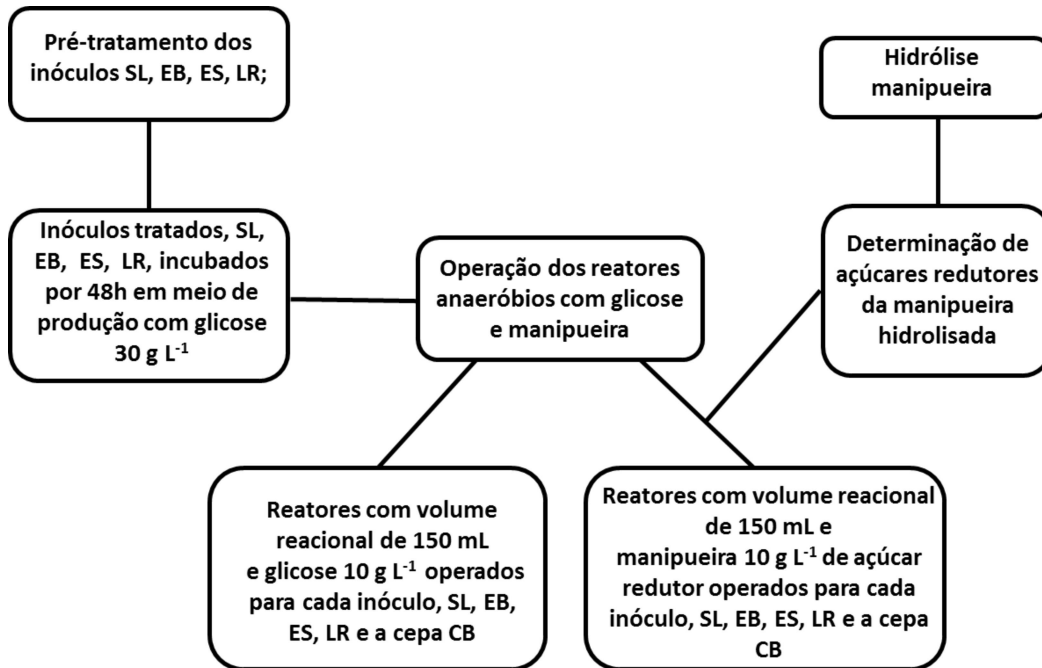 Pré-tratamento dos
inóculos SL, EB, ES, LR;
Hidrólise
manipueira
Inóculos tratados, SL,
EB, ES, LR, incubados
por 48h em meio de
produção com glicose
30 g L⁻¹
Operação dos reatores
anaeróbios com glicose
e manipueira
Determinação de
açúcares redutores
da manipueira
hidrolisada
Reatores com volume
reacional de 150 mL
e glicose 10 g L⁻¹ operados
para cada inóculo, SL, EB,
ES, LR e a cepa CB
Reatores com volume reacional
de 150 mL e
manipueira 10 g L⁻¹ de açúcar
redutor operados para cada
inóculo, SL, EB, ES, LR e a cepa
CB